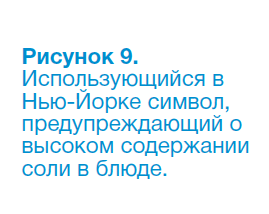 Рисунок 9.
Использующийся в
Нью-Йорке символ,
предупреждающий о
высоком содержании
соли в блюде.